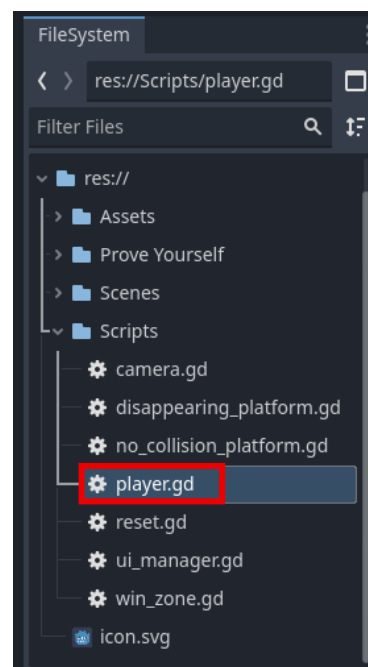 FileSystem
res://Scripts/player.gd
Filter Files
res://
Assets
Prove Yourself
Scenes
Scripts
camera.gd
disappearing_platform.gd
no_collision_platform.gd
player.gd
reset.gd
ui_manager.gd
win_zone.gd
icon.svg